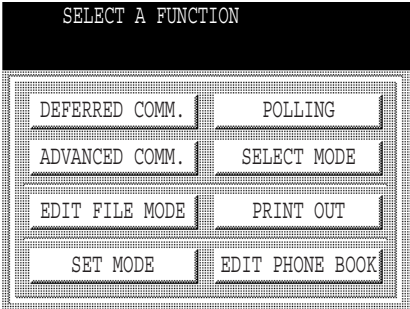 SELECT A FUNCTION
DEFERRED COMM. POLLING
ADVANCED COMM. SELECT MODE
EDIT FILE MODE PRINT OUT
SET MODE EDIT PHONE BOOK